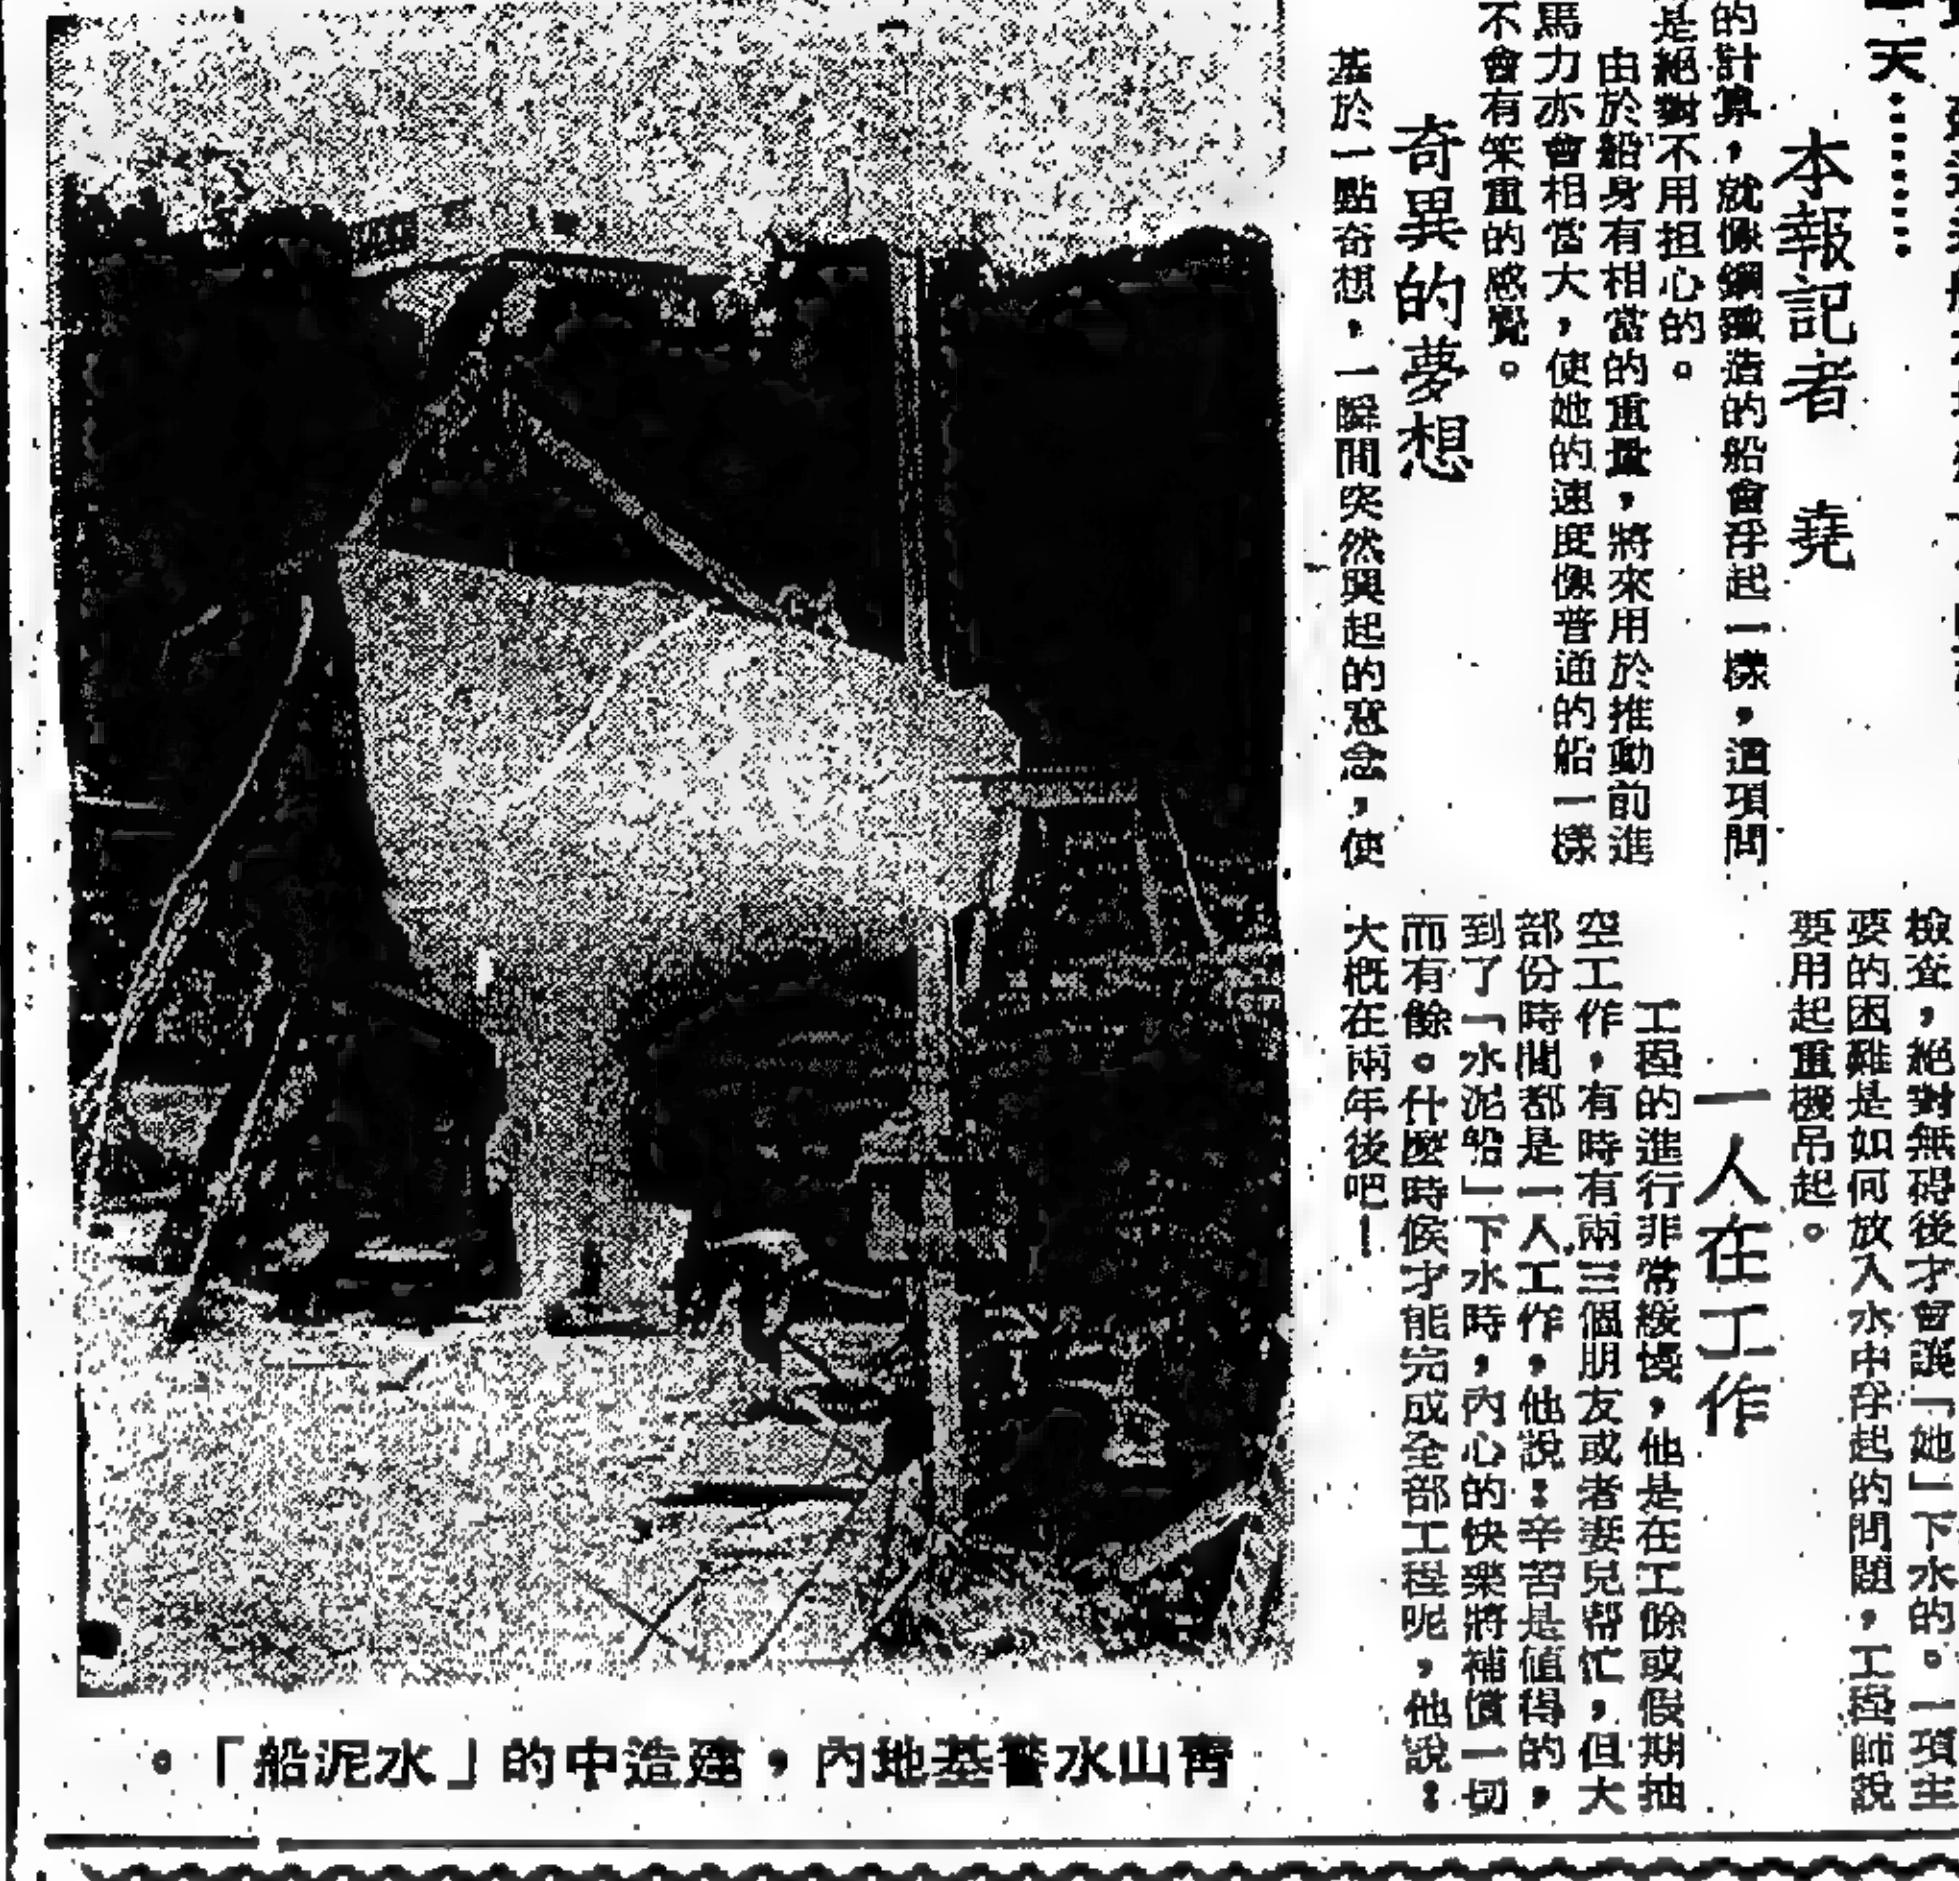 天⋯⋯
本報記者　堯
的計算，就像鋼鐵造的船會浮起一樣，這項問
是絕對不用担心的。
由於船身有相當的重量，將來用於推動前進
馬力亦會相當大，使她的速度像普通的船一樣
不會有笨重的感覺。
奇異的夢想
基於一點奇想，一瞬間突然興起的意念，使
檢查，絕對無碍後才會讓「她」下水的。一項主
要的困難是如何放入水中浮起的問題，工程師說
要用起重機吊起。
一人在工作
工程的進行非常緩慢，他是在工餘或假期抽
空工作，有時有兩三個朋友或者妻兒幫忙，但大
部份時間都是一人工作，他說：辛苦是值得的，
到了「水泥船」下水時，內心的快樂將補償一切
而有餘。什麼時候才能完成全部工程呢，他說：
大概在兩年後吧！
青山水警基地內，建造中的「水泥船」。